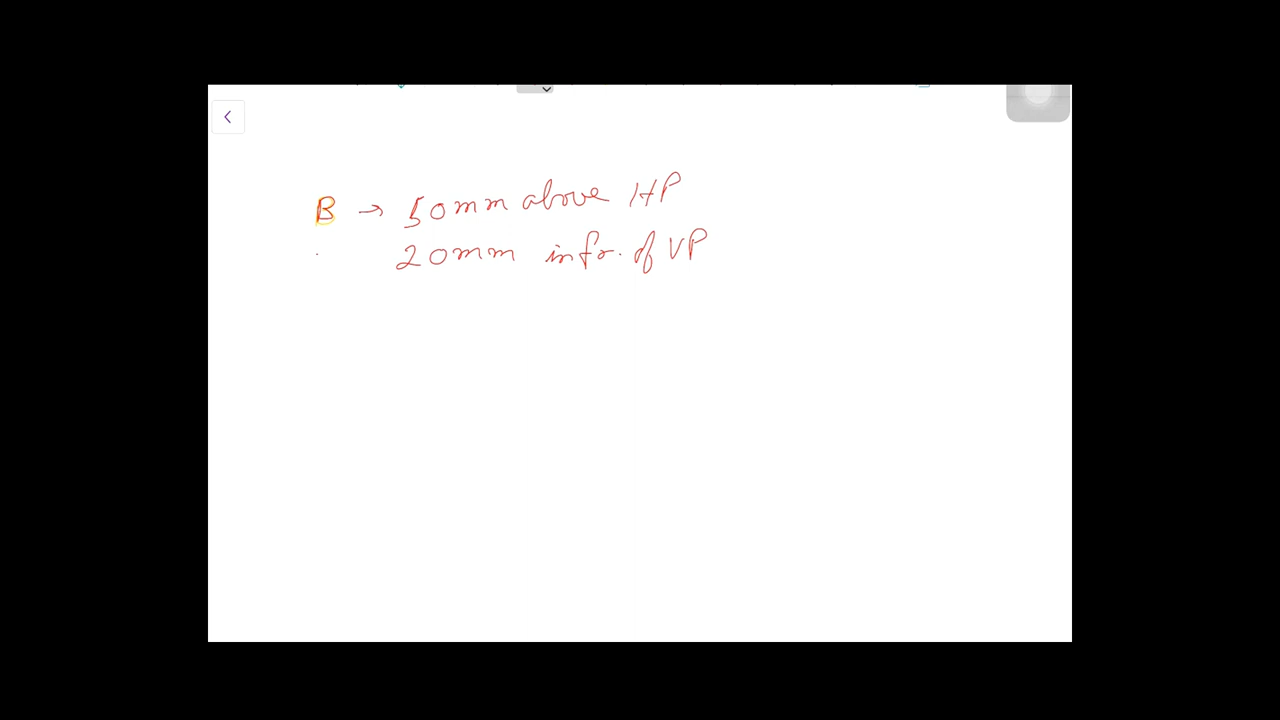 B → 50mm above HP
20mm infr. of VP